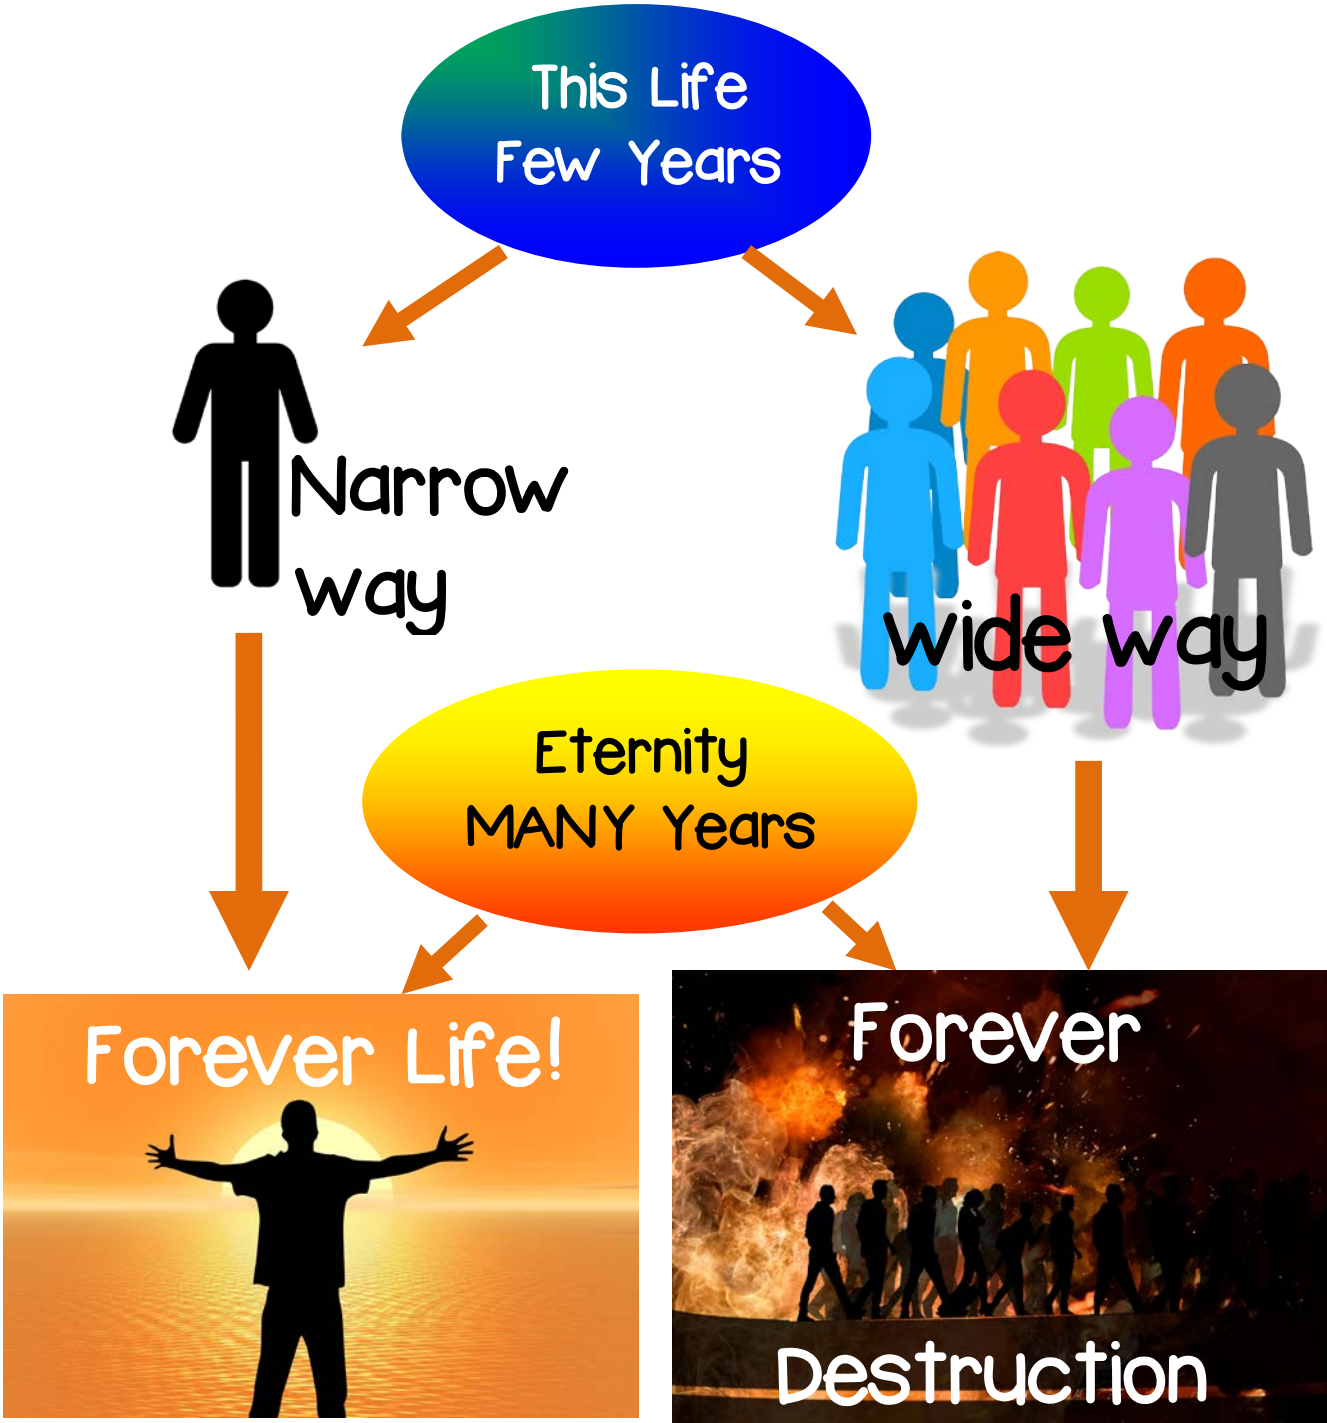 This Life
Few Years
Narrow
way
wide way
Eternity
MANY Years
Forever Life!
Forever
Destruction